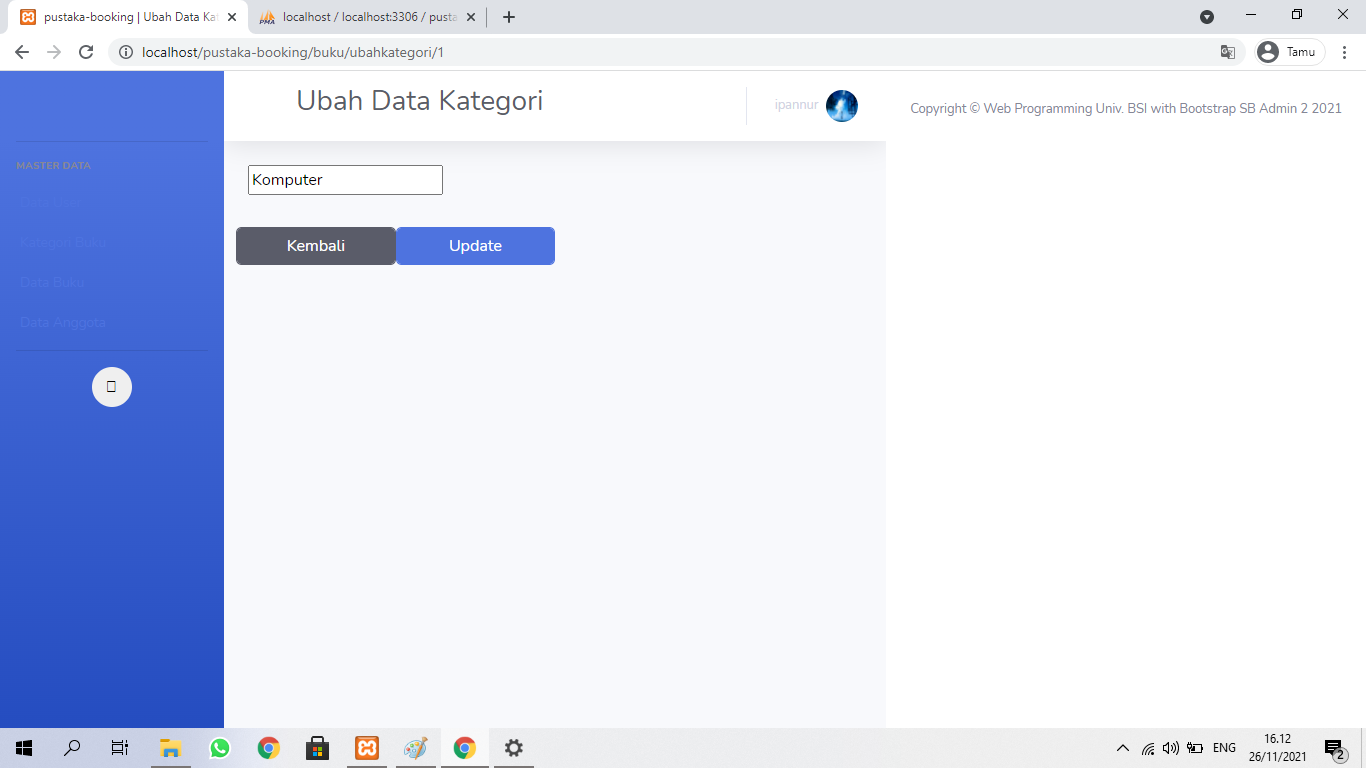 pustaka-booking | Ubah Data Kat
localhost / localhost:3306 / pusta
localhost/pustaka-booking/buku/ubahkategori/1
Tamu
Ubah Data Kategori
ipannur
Copyright © Web Programming Univ. BSI with Bootstrap SB Admin 2 2021
MASTER DATA
Data User
Kategori Buku
Data Buku
Data Anggota
Komputer
Kembali
Update
PMA
ENG
16.12
26/11/2021
2